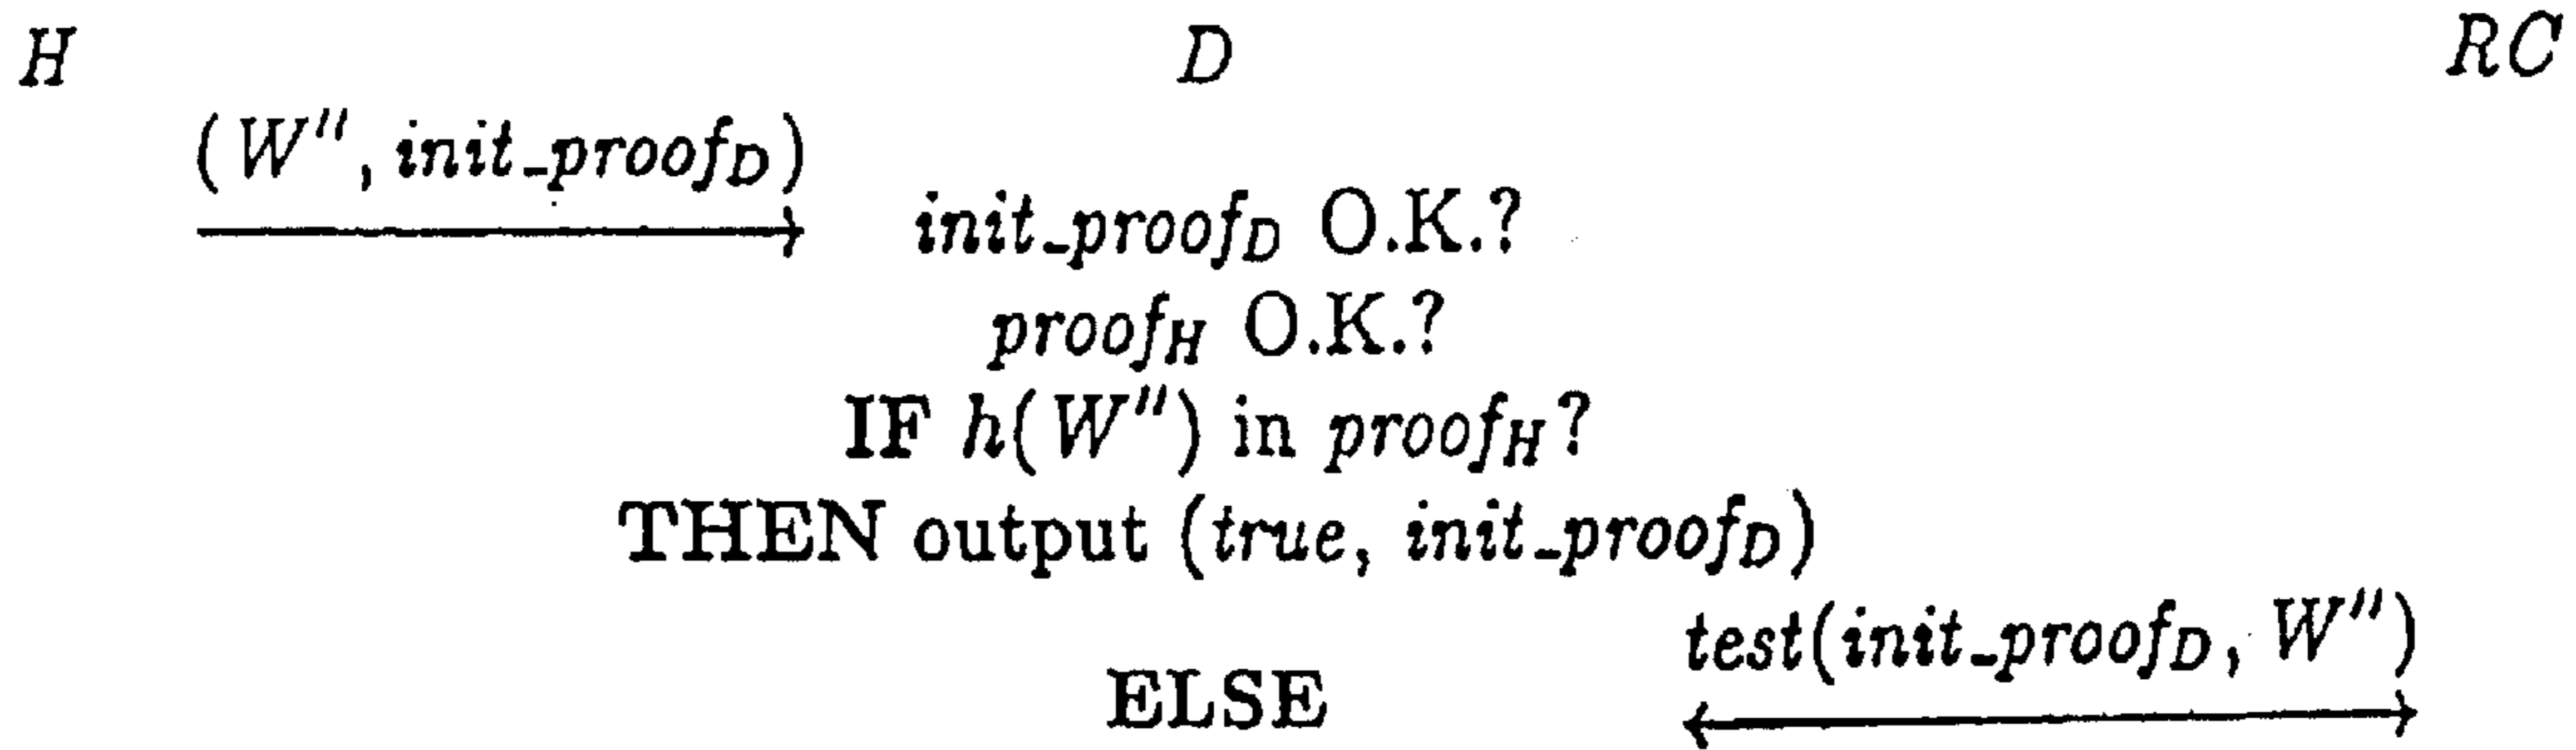 H D RC
(W'', init_proof_D)
init_proof_D O.K.?
proof_H O.K.?
IF h(W'') in proof_H?
THEN output (true, init_proof_D)
test(init_proof_D, W'')
ELSE